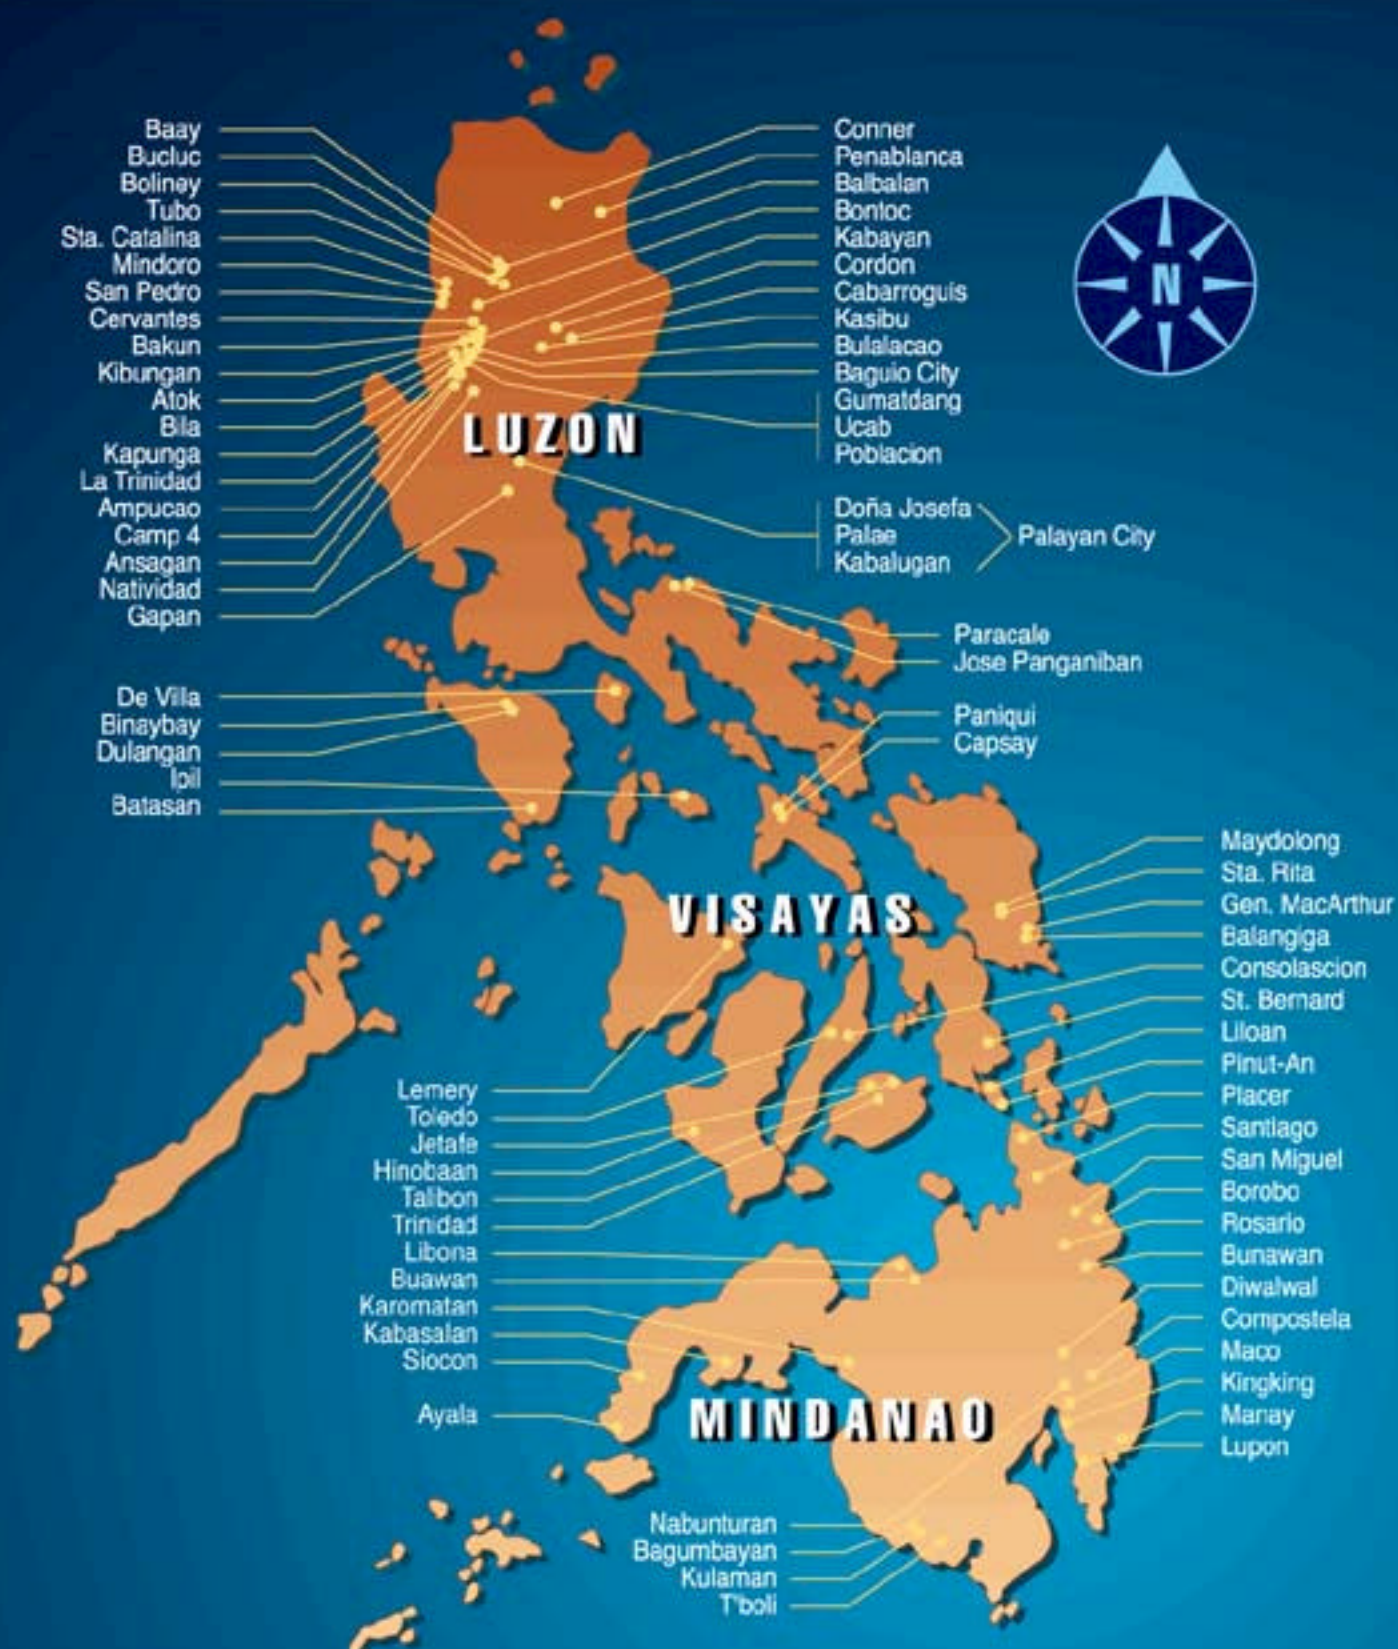 Baay
Bucluc
Boliney
Tubo
Sta. Catalina
Mindoro
San Pedro
Cervantes
Bakun
Kibungan
Atok
Bila
Kapunga
La Trinidad
Ampucao
Camp 4
Ansagan
Natividad
Gapan
Conner
Penablanca
Balbalan
Bontoc
Kabayan
Cordon
Cabarroguis
Kasibu
Bulalacao
Baguio City
Gumatdang
Ucab
Poblacion
N
LUZON
Doña Josefa
Palae
Kabalugan
Palayan City
Paracale
Jose Panganiban
Paniqui
Capsay
De Villa
Binaybay
Dulangan
Ipil
Batasan
VISAYAS
Maydolong
Sta. Rita
Gen. MacArthur
Balangiga
Consolascion
St. Bernard
Liloan
Pinut-An
Placer
Santiago
San Miguel
Borobo
Rosario
Bunawan
Diwalwal
Compostela
Maco
Kingking
Manay
Lupon
Lemery
Toledo
Jetafe
Hinobaan
Talibon
Trinidad
Libona
Buawan
Karomatan
Kabasalan
Siocon
Ayala
MINDANAO
Nabunturan
Bagumbayan
Kulaman
T'boli